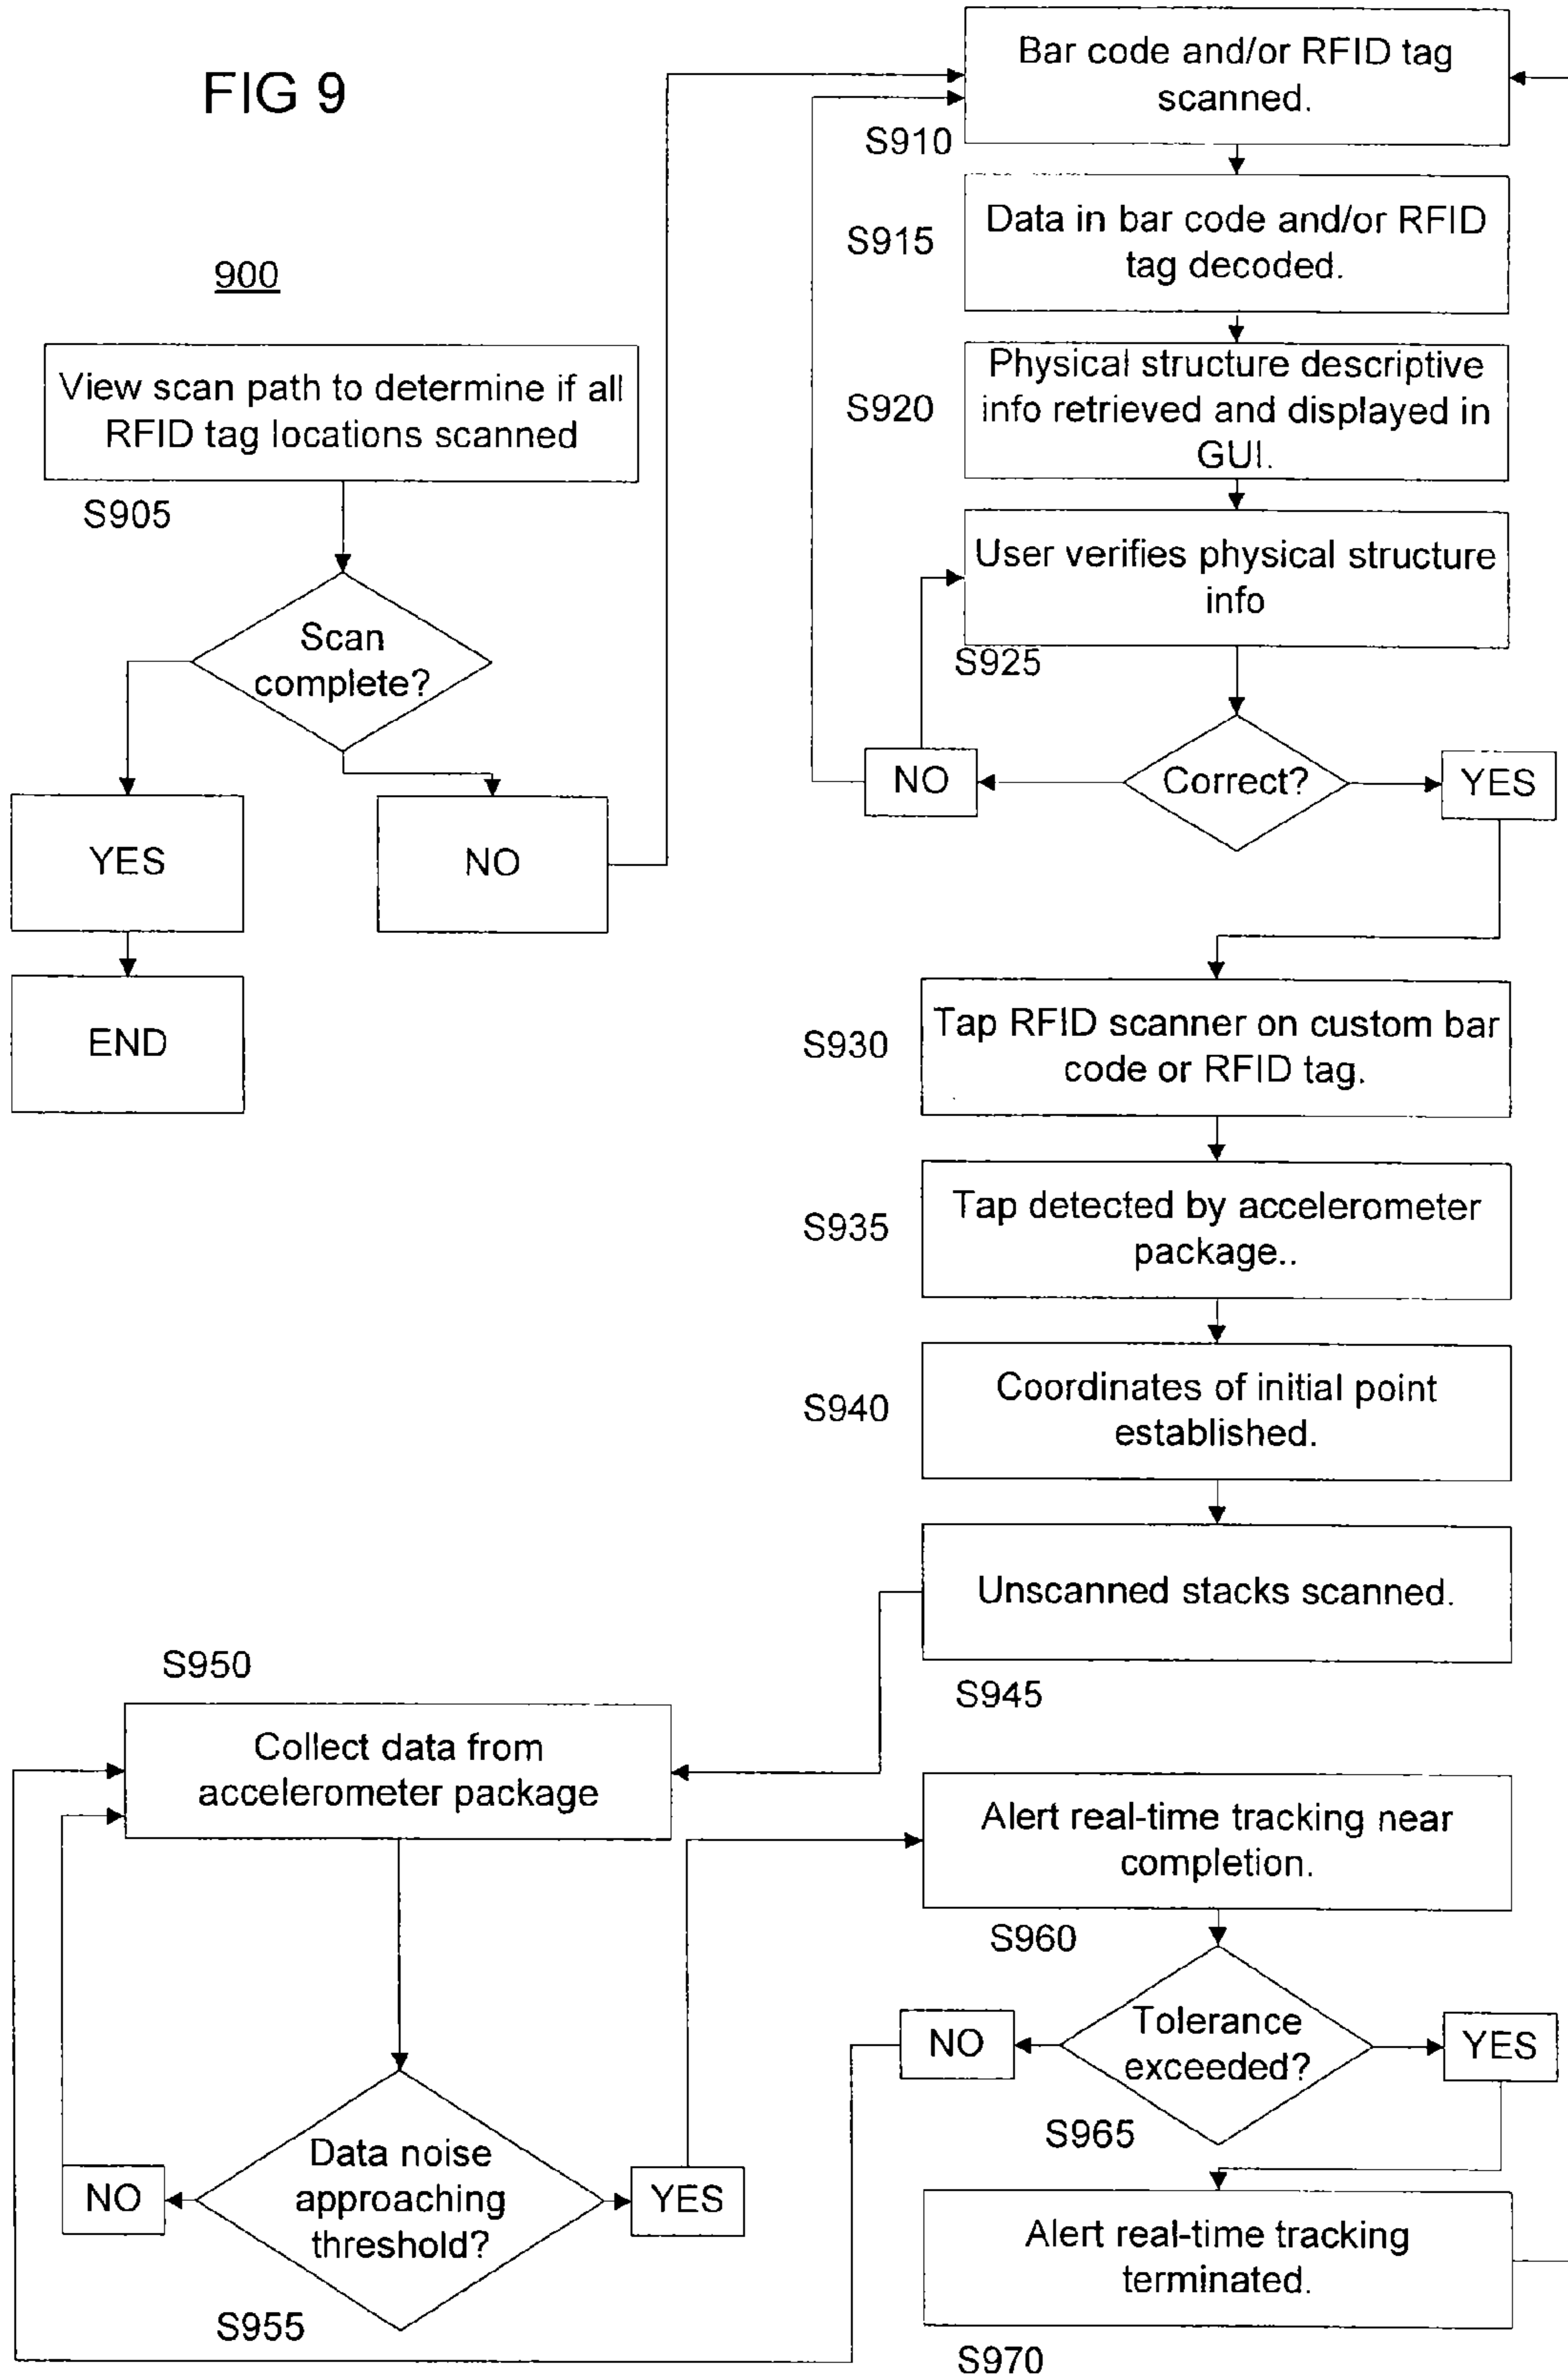 FIG 9
900
View scan path to determine if all
RFID tag locations scanned
S905
Scan
complete?
YES
NO
END
Bar code and/or RFID tag
scanned.
S910
Data in bar code and/or RFID
tag decoded.
S915
Physical structure descriptive
info retrieved and displayed in
GUI.
S920
User verifies physical structure
info
S925
Correct?
NO
YES
Tap RFID scanner on custom bar
code or RFID tag.
S930
Tap detected by accelerometer
package..
S935
Coordinates of initial point
established.
S940
Unscanned stacks scanned.
S945
S950
Collect data from
accelerometer package
Data noise
approaching
threshold?
NO
YES
S955
Alert real-time tracking near
completion.
S960
Tolerance
exceeded?
NO
YES
S965
Alert real-time tracking
terminated.
S970